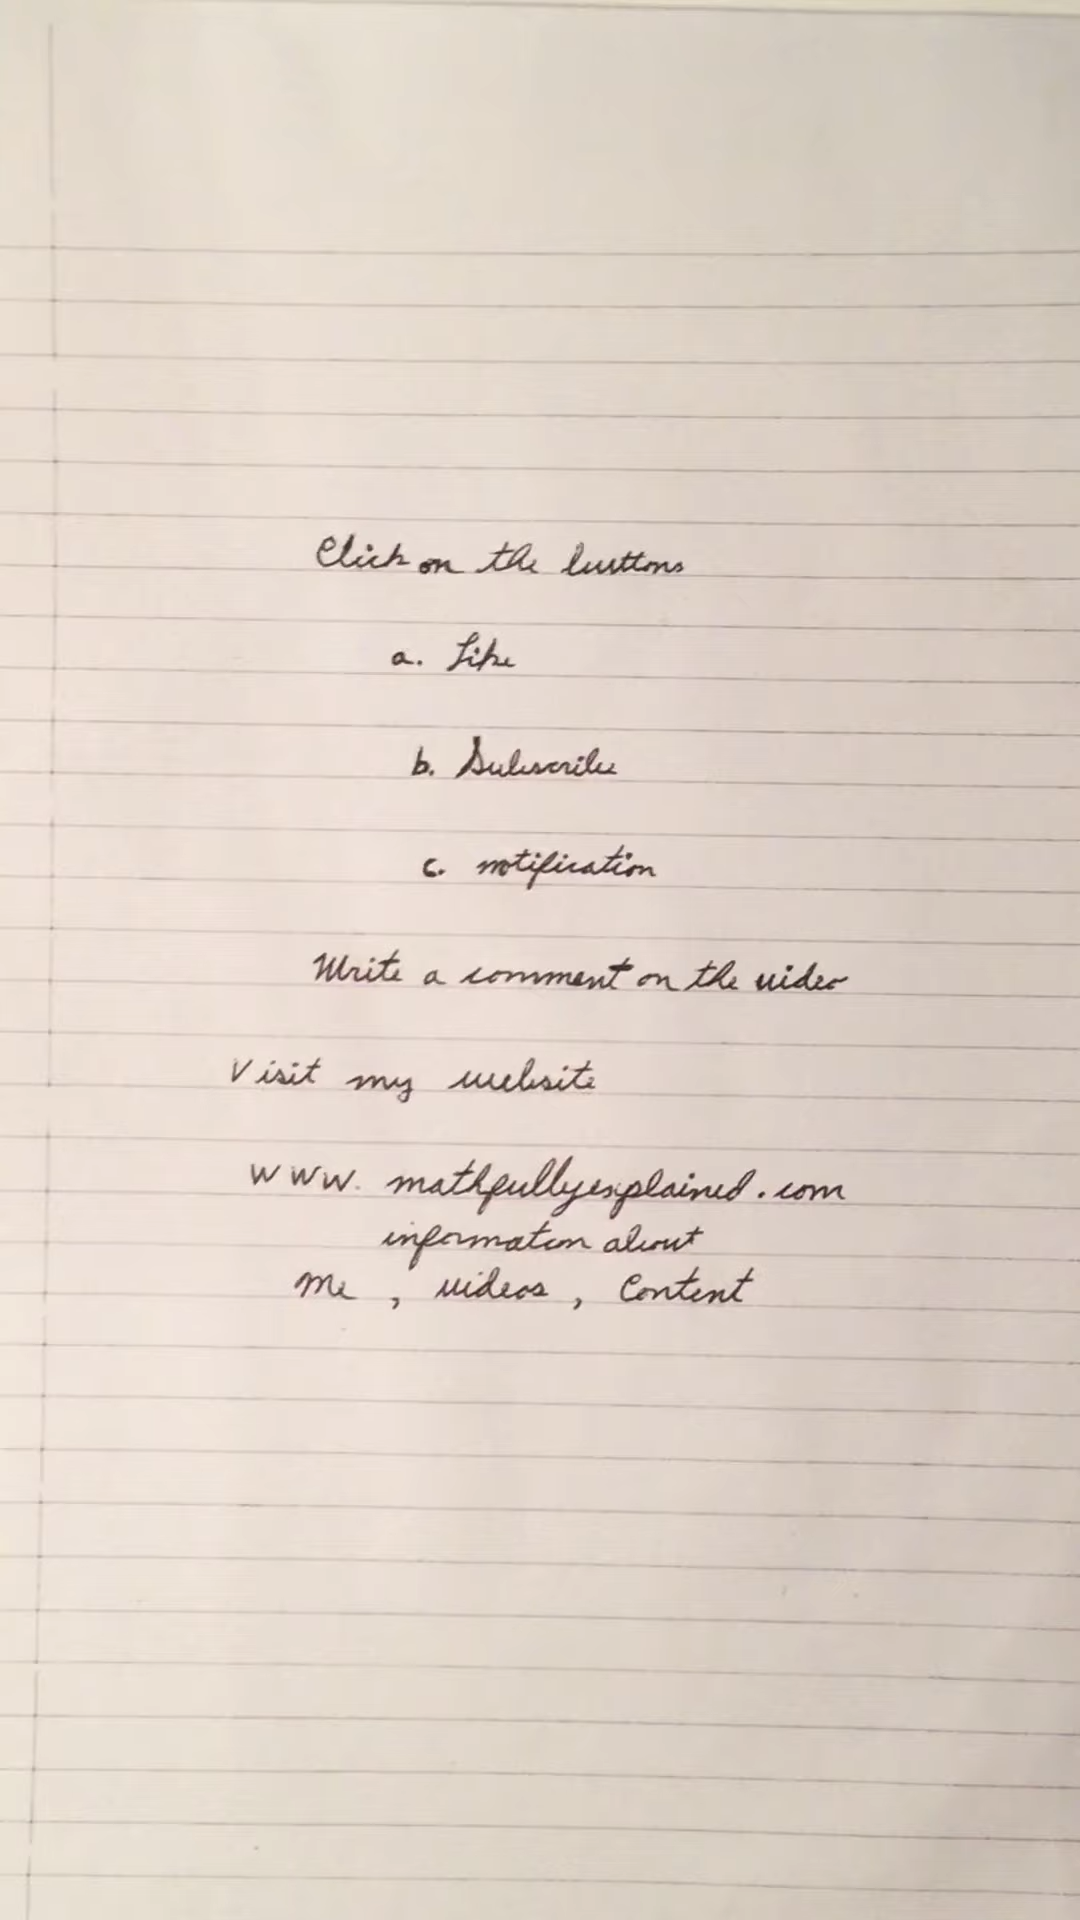 Click on the buttons
a. Like
b. Subscribe
c. notification
Write a comment on the video
Visit my website
www. mathfullyexplained.com
information about
me , videos , Content